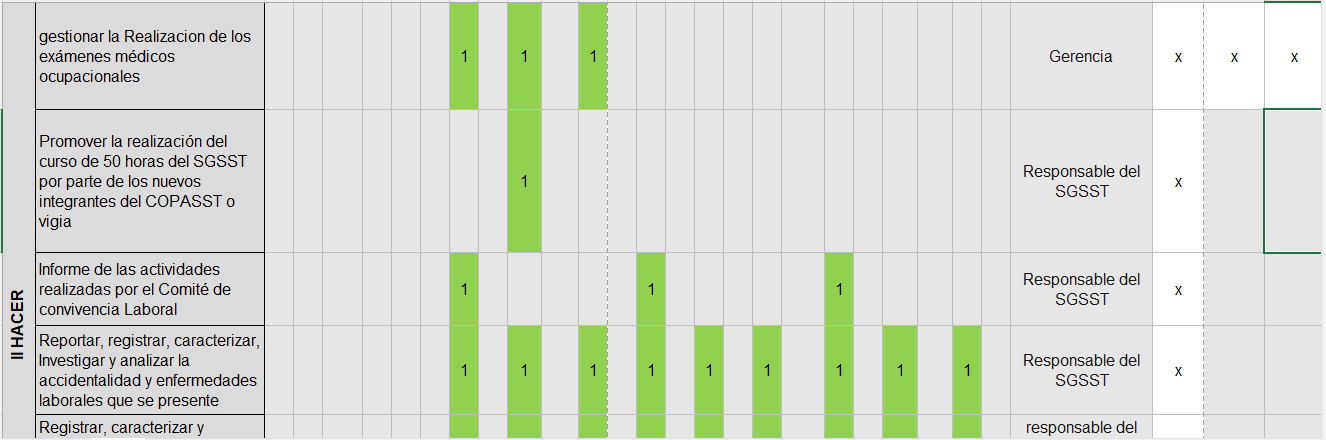 II HACER
gestionar la Realizacion de los
exámenes médicos
ocupacionales
1 1 1
Gerencia
x x x
Promover la realización del
curso de 50 horas del SGSST
por parte de los nuevos
integrantes del COPASST o
vigia
1
Responsable del
SGSST
x
Informe de las actividades
realizadas por el Comité de
convivencia Laboral
1 1 1
Responsable del
SGSST
x
Reportar, registrar, caracterizar,
Investigar y analizar la
accidentalidad y enfermedades
laborales que se presente
1 1 1 1 1 1 1 1 1
Responsable del
SGSST
x
Registrar, caracterizar y
responsable del